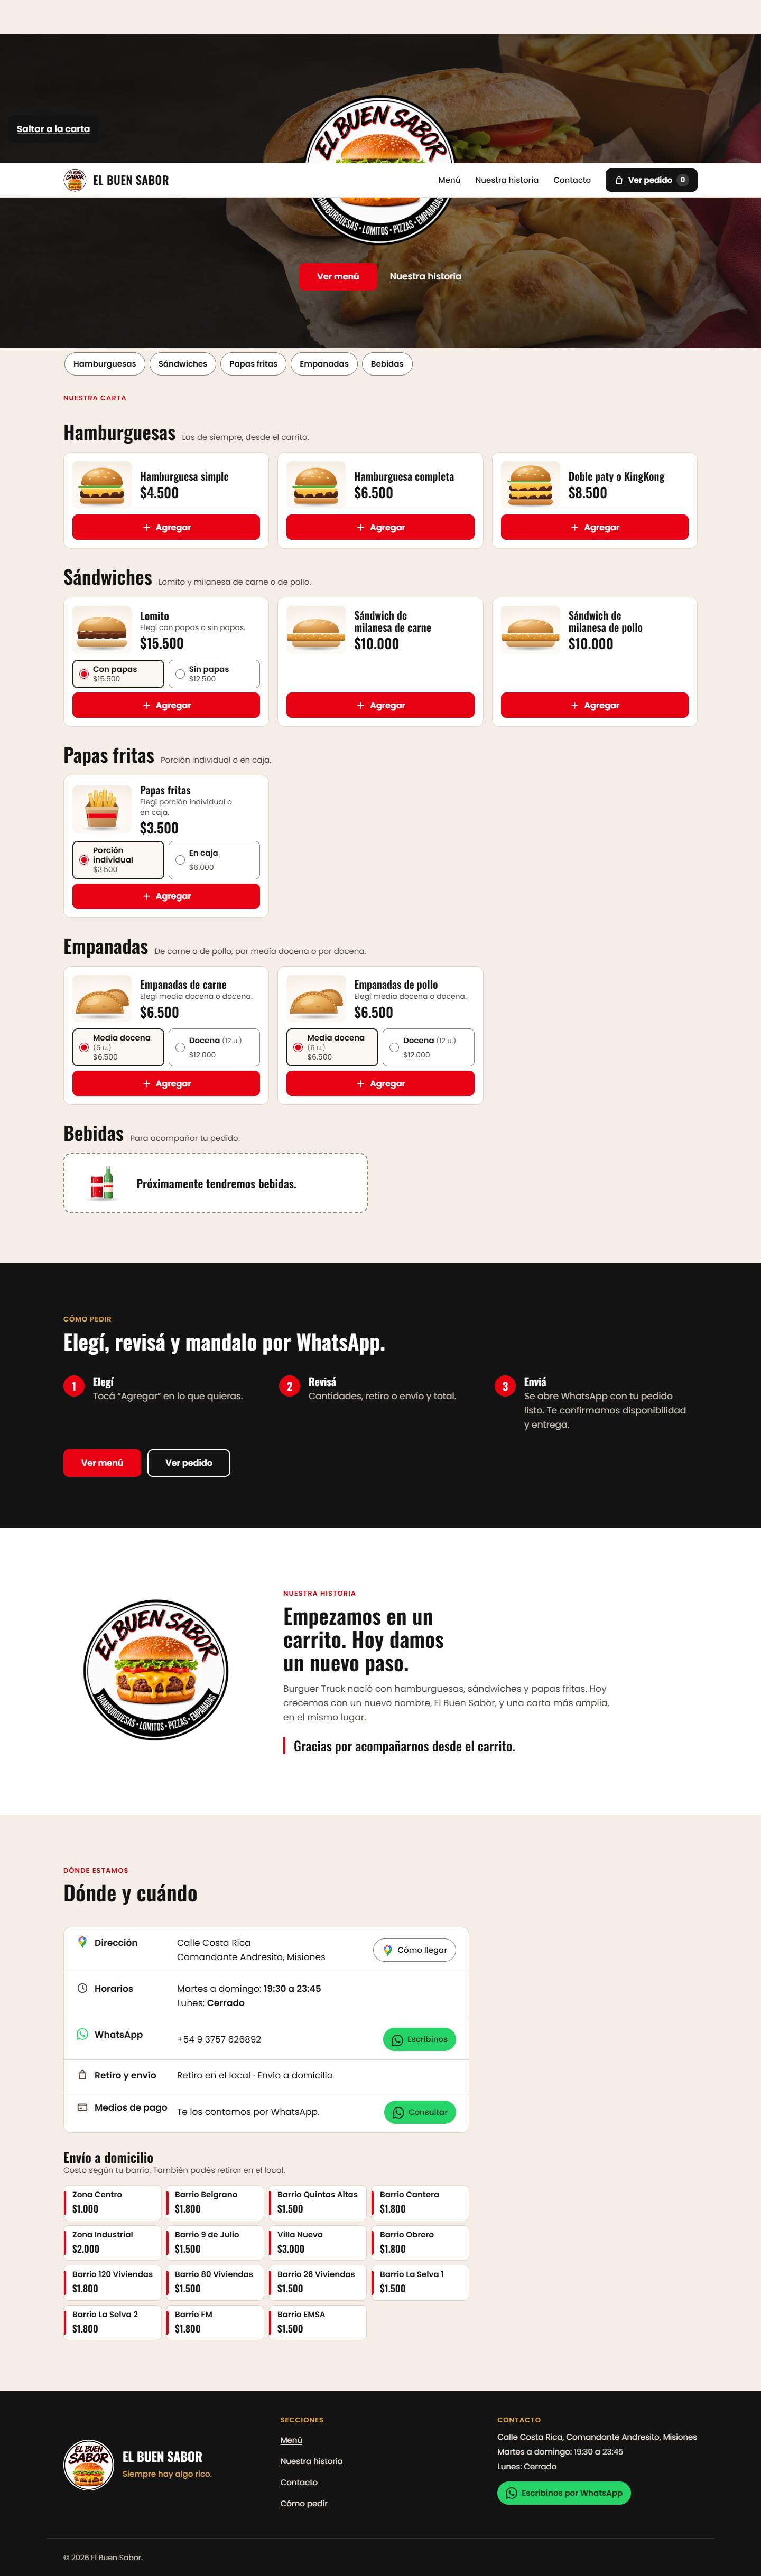 EL BUEN SABOR
Saltar a la carta
EL BUEN SABOR
EL BUEN SABOR
Menú
Nuestra historia
Contacto
Ver pedido 0
HAMBURGUESAS • LOMITOS • PIZZAS • EMPANADAS
Ver menú
Nuestra historia
Hamburguesas
Sándwiches
Papas fritas
Empanadas
Bebidas
NUESTRA CARTA
Hamburguesas Las de siempre, desde el carrito.
Hamburguesa simple
$4.500
+ Agregar
Hamburguesa completa
$6.500
+ Agregar
Doble paty o KingKong
$8.500
+ Agregar
Sándwiches Lomito y milanesa de carne o de pollo.
Lomito
Elegí con papas o sin papas.
$15.500
Con papas
$15.500
Sin papas
$12.500
+ Agregar
Sándwich de
milanesa de carne
$10.000
+ Agregar
Sándwich de
milanesa de pollo
$10.000
+ Agregar
Papas fritas Porción individual o en caja.
Papas fritas
Elegí porción individual o
en caja.
$3.500
Porción
individual
$3.500
En caja
$6.000
+ Agregar
Empanadas De carne o de pollo, por media docena o por docena.
Empanadas de carne
Elegí media docena o docena.
$6.500
Media docena
(6 u.)
$6.500
Docena (12 u.)
$12.000
+ Agregar
Empanadas de pollo
Elegí media docena o docena.
$6.500
Media docena
(6 u.)
$6.500
Docena (12 u.)
$12.000
+ Agregar
Bebidas Para acompañar tu pedido.
Próximamente tendremos bebidas.
CÓMO PEDIR
Elegí, revisá y mandalo por WhatsApp.
1
Elegí
Tocá “Agregar” en lo que quieras.
2
Revisá
Cantidades, retiro o envío y total.
3
Enviá
Se abre WhatsApp con tu pedido
listo. Te confirmamos disponibilidad
y entrega.
Ver menú
Ver pedido
EL BUEN SABOR
HAMBURGUESAS • LOMITOS • PIZZAS • EMPANADAS
NUESTRA HISTORIA
Empezamos en un
carrito. Hoy damos
un nuevo paso.
Burguer Truck nació con hamburguesas, sándwiches y papas fritas. Hoy
crecemos con un nuevo nombre, El Buen Sabor, y una carta más amplia,
en el mismo lugar.
Gracias por acompañarnos desde el carrito.
DÓNDE ESTAMOS
Dónde y cuándo
Dirección
Calle Costa Rica
Comandante Andresito, Misiones
Cómo llegar
Horarios
Martes a domingo: 19:30 a 23:45
Lunes: Cerrado
WhatsApp
+54 9 3757 626892
Escribinos
Retiro y envío
Retiro en el local · Envío a domicilio
Medios de pago
Te los contamos por WhatsApp.
Consultar
Envío a domicilio
Costo según tu barrio. También podés retirar en el local.
Zona Centro
$1.000
Barrio Belgrano
$1.800
Barrio Quintas Altas
$1.500
Barrio Cantera
$1.800
Zona Industrial
$2.000
Barrio 9 de Julio
$1.500
Villa Nueva
$3.000
Barrio Obrero
$1.800
Barrio 120 Viviendas
$1.800
Barrio 80 Viviendas
$1.500
Barrio 26 Viviendas
$1.500
Barrio La Selva 1
$1.500
Barrio La Selva 2
$1.800
Barrio FM
$1.800
Barrio EMSA
$1.500
EL BUEN
SABOR
EL BUEN SABOR
Siempre hay algo rico.
SECCIONES
Menú
Nuestra historia
Contacto
Cómo pedir
CONTACTO
Calle Costa Rica, Comandante Andresito, Misiones
Martes a domingo: 19:30 a 23:45
Lunes: Cerrado
Escribinos por WhatsApp
© 2026 El Buen Sabor.